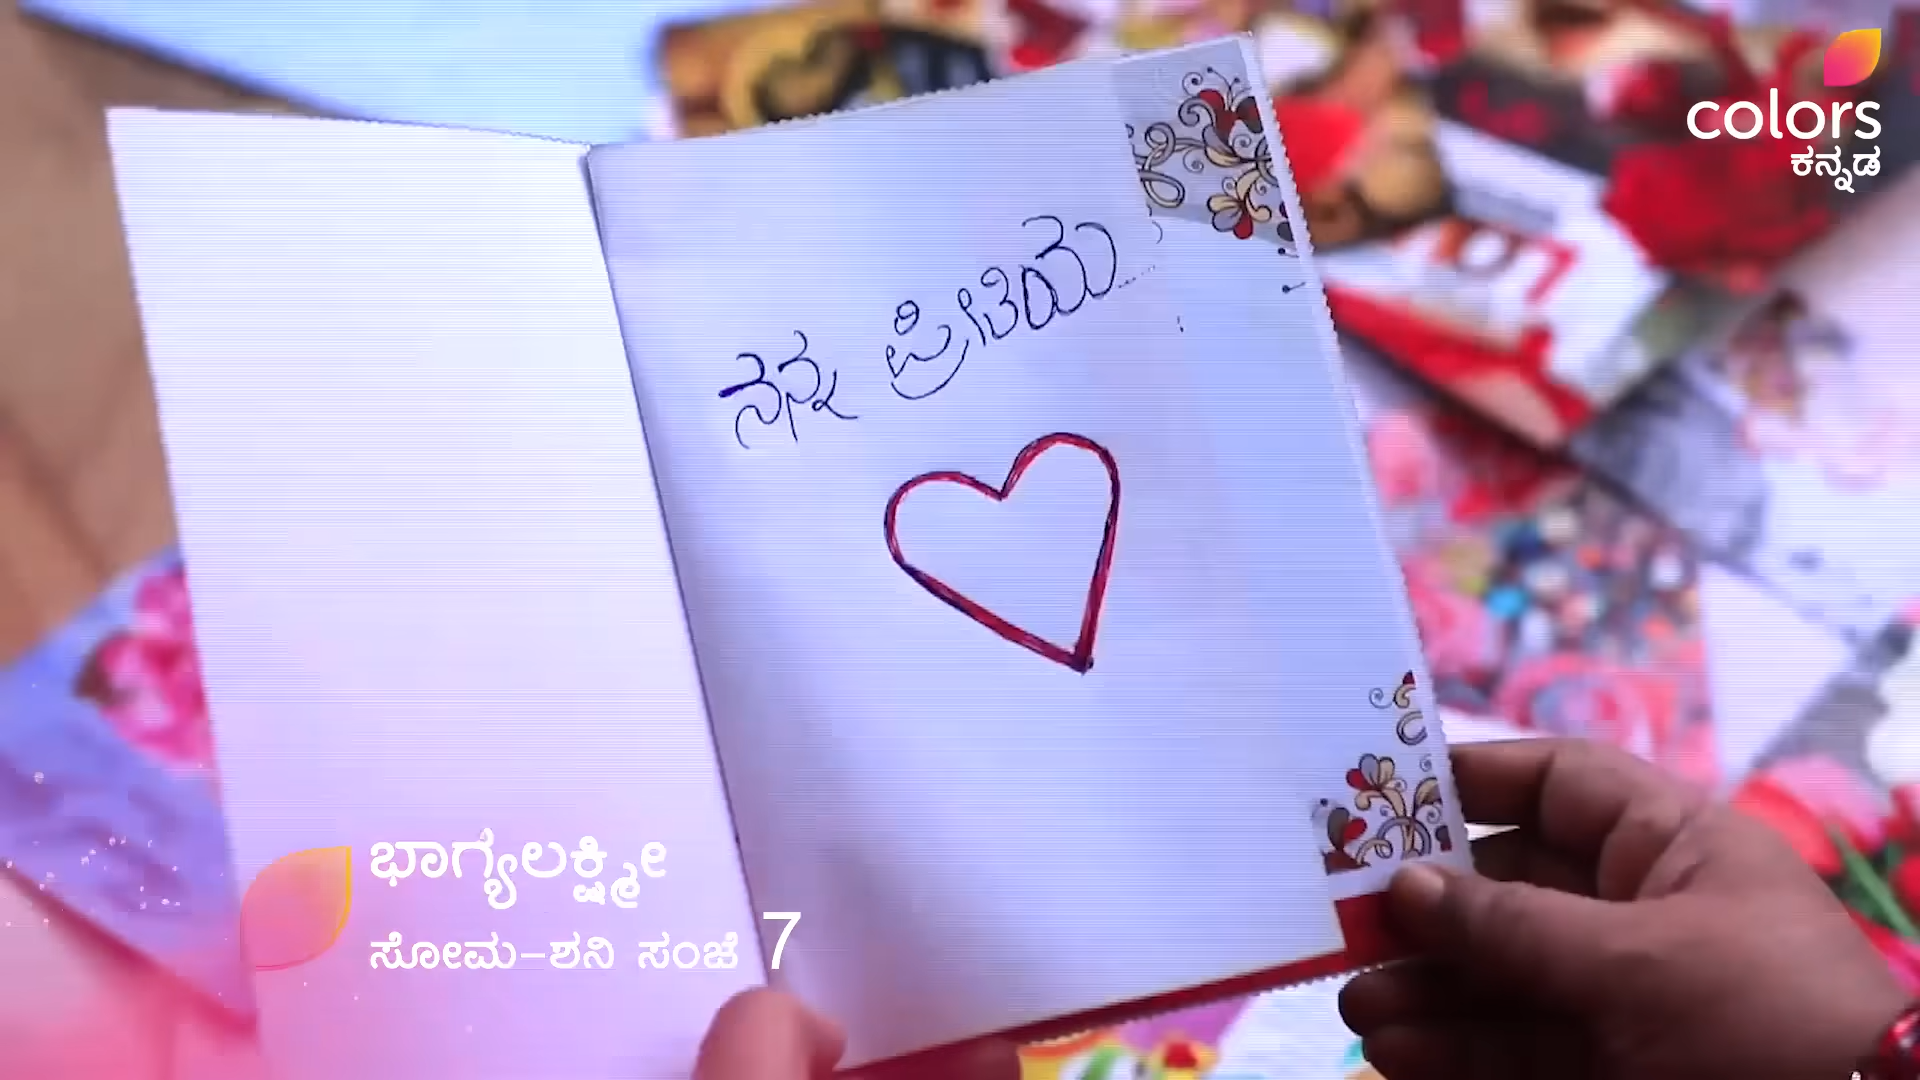 colors
ಕನ್ನಡ
ನನ್ನ ಪ್ರೀತಿಯ......
ಭಾಗ್ಯಲಕ್ಷ್ಮೀ
ಸೋಮ-ಶನಿ ಸಂಜೆ 7